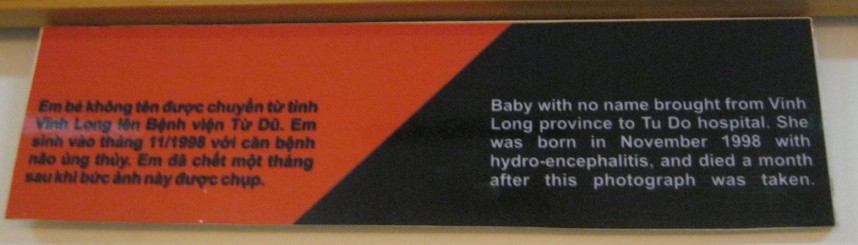 Em bé không tên được chuyển từ tỉnh
Vĩnh Long lên Bệnh viện Từ Dũ. Em
sinh vào tháng 11/1998 với căn bệnh
não úng thủy. Em đã chết một tháng
sau khi bức ảnh này được chụp.
Baby with no name brought from Vinh
Long province to Tu Do hospital. She
was born in November 1998 with
hydro-encephalitis, and died a month
after this photograph was taken.